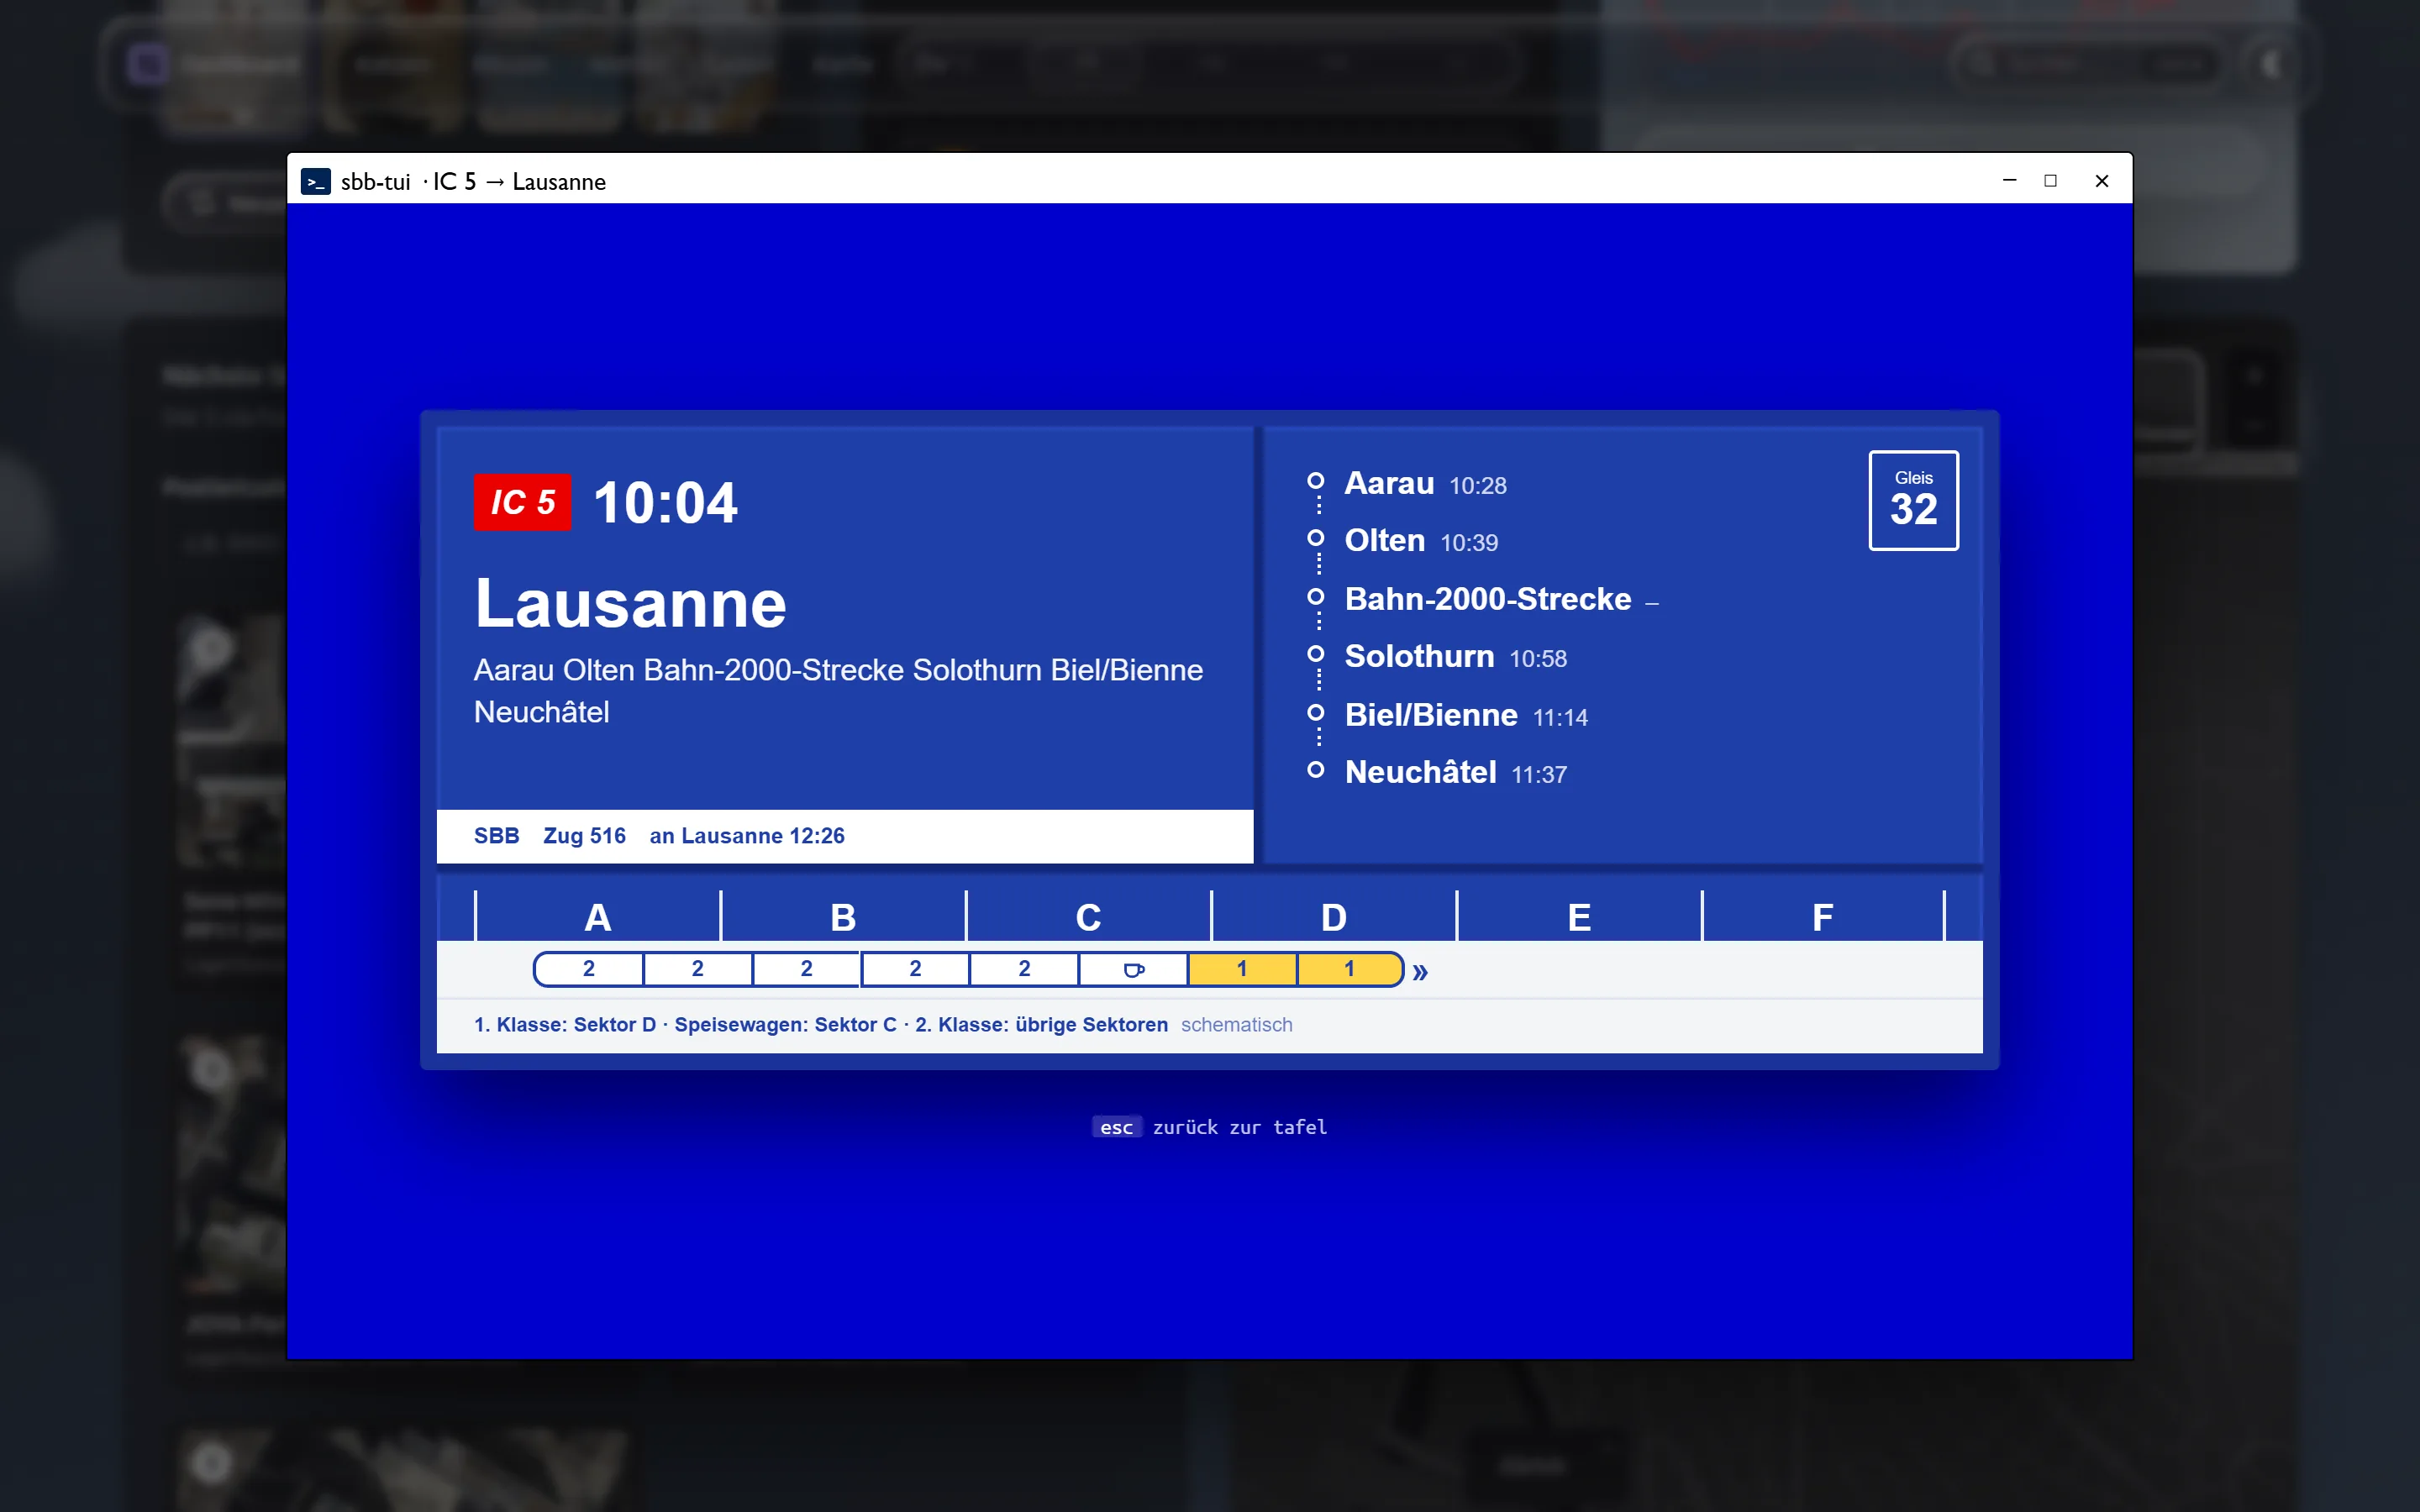 sbb-tui · IC 5 → Lausanne
IC 5 10:04
Lausanne
Aarau Olten Bahn-2000-Strecke Solothurn Biel/Bienne
Neuchâtel
SBB Zug 516 an Lausanne 12:26
Aarau 10:28
Olten 10:39
Bahn-2000-Strecke –
Solothurn 10:58
Biel/Bienne 11:14
Neuchâtel 11:37
Gleis
32
A B C D E F
2 2 2 2 2 1 1 »
1. Klasse: Sektor D · Speisewagen: Sektor C · 2. Klasse: übrige Sektoren schematisch
esc zurück zur tafel